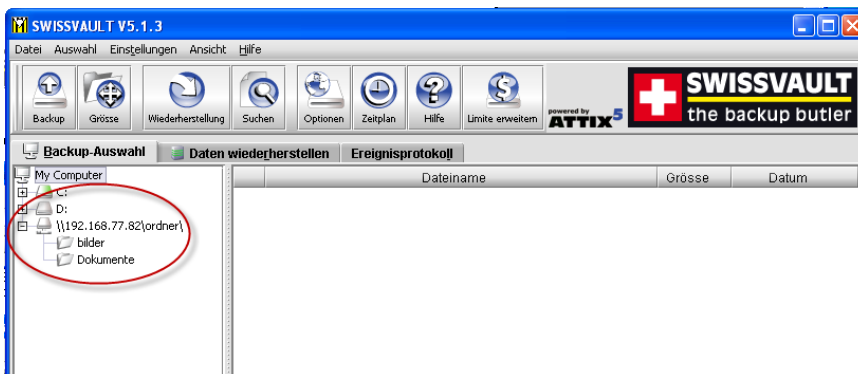 SWISSVAULT V5.1.3
Datei Auswahl Einstellungen Ansicht Hilfe
Backup Grösse Wiederherstellung Suchen Optionen Zeitplan Hilfe Limite erweitern
powered by
ATTIX5
SWISSVAULT
the backup butler
Backup-Auswahl Daten wiederherstellen Ereignisprotokoll
My Computer
Dateiname Grösse Datum
C:
D:
\\192.168.77.82\ordner\
bilder
Dokumente